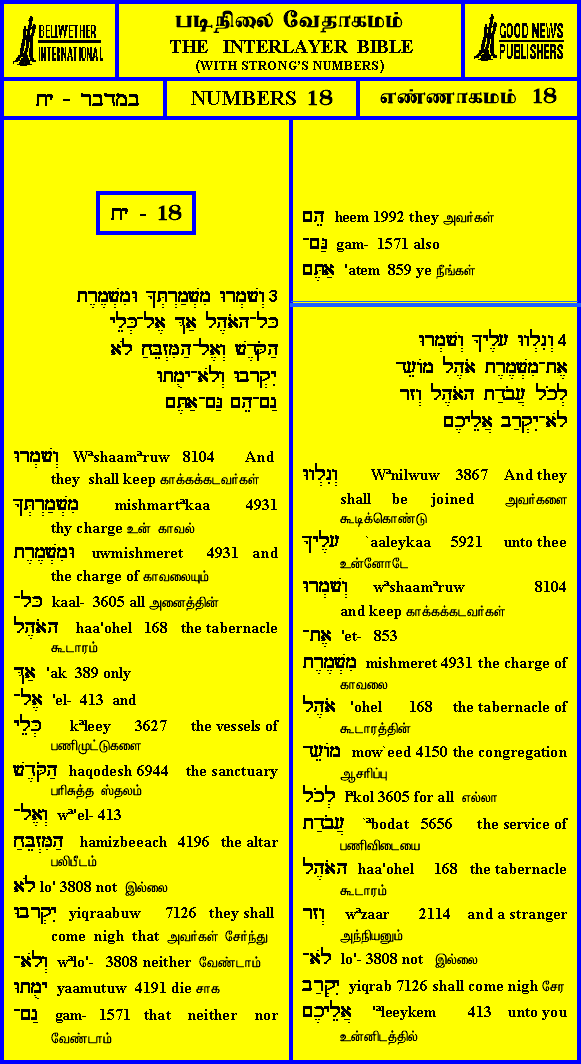 BELLWETHER
INTERNATIONAL
படிநிலை வேதாகமம்
THE INTERLAYER BIBLE
(WITH STRONG'S NUMBERS)
GOOD NEWS
PUBLISHERS
במדבר - יח
NUMBERS 18
எண்ணாகமம் 18
יח - 18
3 וְשָׁמְרוּ מִשְׁמַרְתְּךָ וּמִשְׁמֶרֶת
כָּל־הָאֹהֶל אַךְ אֶל־כְּלֵי
הַקֹּדֶשׁ וְאֶל־הַמִּזְבֵּחַ לֹא
יִקְרָבוּ וְלֹא־יָמֻתוּ
גַם־הֵם גַּם־אַתֶּם
וְשָׁמְרוּ Wªshaamªruw 8104 And
they shall keep காக்கக்கடவர்கள்
מִשְׁמַרְתְּךָ mishmartªkaa 4931
thy charge உன் காவல்
וּמִשְׁמֶרֶת uwmishmeret 4931 and
the charge of காவலையும்
כָּל־ kaal- 3605 all அனைத்தின்
הָאֹהֶל haa'ohel 168 the tabernacle
கூடாரம்
אַךְ 'ak 389 only
אֶל־ 'el- 413 and
כְּלֵי kªleey 3627 the vessels of
பணிமுட்டுகளை
הַקֹּדֶשׁ haqodesh 6944 the sanctuary
பரிசுத்த ஸ்தலம்
וְאֶל־ wª'el- 413
הַמִּזְבֵּחַ hamizbeeach 4196 the altar
பலிபீடம்
לֹא lo' 3808 not இல்லை
יִקְרָבוּ yiqraabuw 7126 they shall
come nigh that அவர்கள் சேர்ந்து
וְלֹא־ wªlo'- 3808 neither வேண்டாம்
יָמֻתוּ yaamutuw 4191 die சாக
גַם־ gam- 1571 that neither nor
வேண்டாம்
הֵם heem 1992 they அவர்கள்
גַּם־ gam- 1571 also
אַתֶּם 'atem 859 ye நீங்கள்
4 וְנִלְווּ עָלֶיךָ וְשָׁמְרוּ
אֶת־מִשְׁמֶרֶת אֹהֶל מוֹעֵד
לְכֹל עֲבֹדַת הָאֹהֶל וְזָר
לֹא־יִקְרַב אֲלֵיכֶם
וְנִלְווּ Wªnilwuw 3867 And they
shall be joined அவர்களை
கூடிக்கொண்டு
עָלֶיךָ `aaleykaa 5921 unto thee
உன்னோடே
וְשָׁמְרוּ wªshaamªruw 8104
and keep காக்கக்கடவர்கள்
אֶת־ 'et- 853
מִשְׁמֶרֶת mishmeret 4931 the charge of
காவலை
אֹהֶל 'ohel 168 the tabernacle of
கூடாரத்தின்
מוֹעֵד mow`eed 4150 the congregation
ஆசரிப்பு
לְכֹל lªkol 3605 for all எல்லா
עֲבֹדַת `ªbodat 5656 the service of
பணிவிடையை
הָאֹהֶל haa'ohel 168 the tabernacle
கூடாரம்
וְזָר wªzaar 2114 and a stranger
அந்நியனும்
לֹא־ lo'- 3808 not இல்லை
יִקְרַב yiqrab 7126 shall come nigh சேர
אֲלֵיכֶם 'ªleeykem 413 unto you
உன்னிடத்தில்